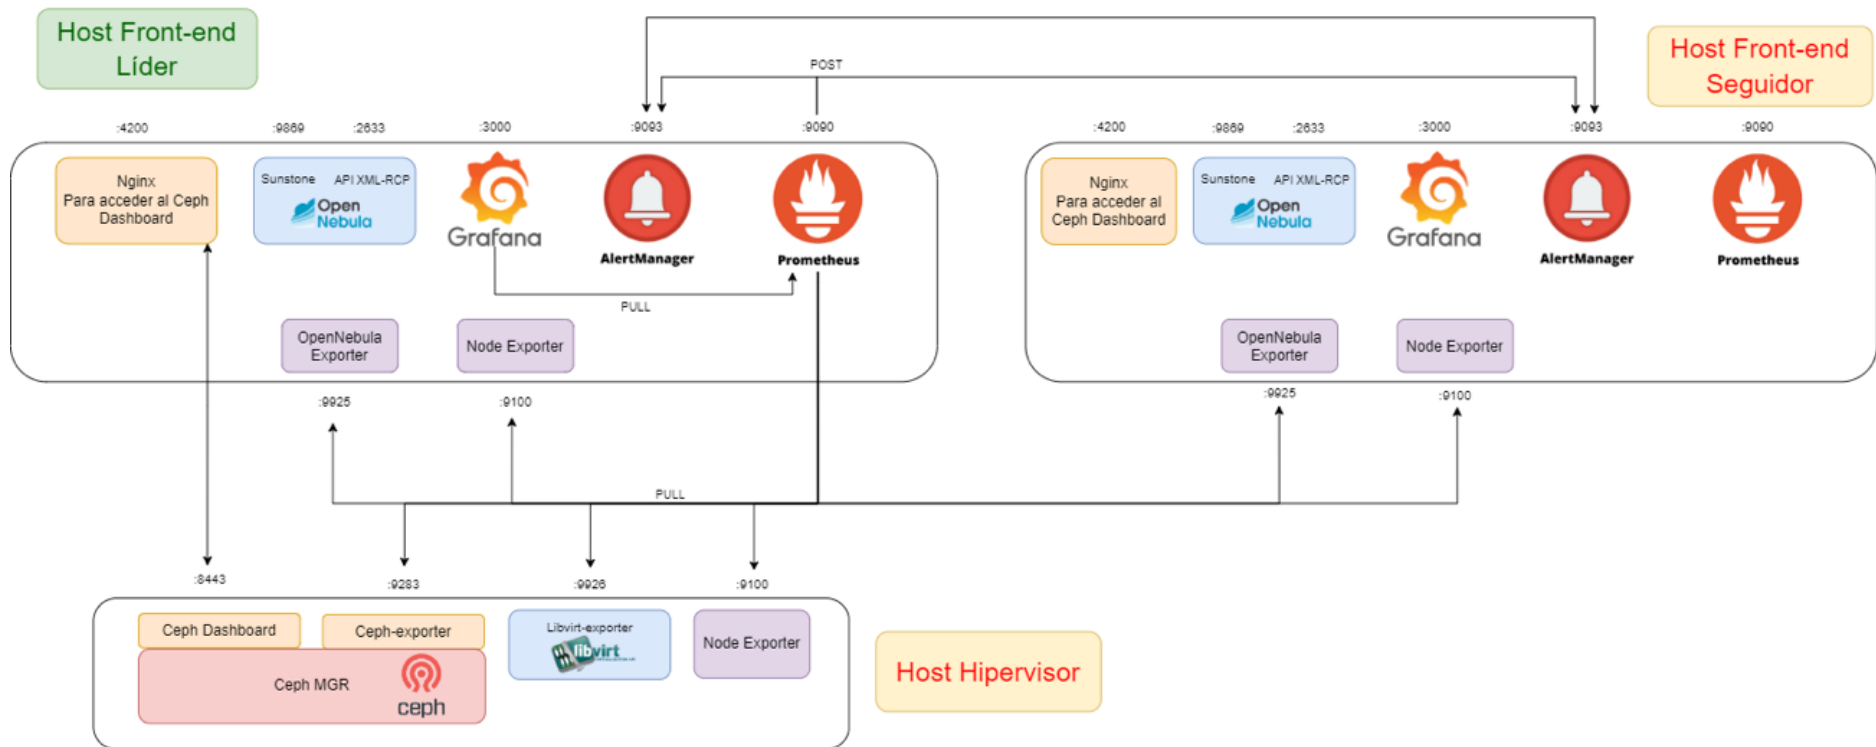 Host Front-end
Líder
Host Front-end
Seguidor
POST
:4200
:9869
:2633
:3000
:9093
:9090
:4200
:9869
:2633
:3000
:9093
:9090
Nginx
Para acceder al Ceph
Dashboard
Sunstone
API XML-RCP
Open
Nebula
Grafana
AlertManager
Prometheus
PULL
Nginx
Para acceder al
Ceph Dashboard
Sunstone
API XML-RCP
Open
Nebula
Grafana
AlertManager
Prometheus
OpenNebula
Exporter
Node Exporter
OpenNebula
Exporter
Node Exporter
:9925
:9100
:9925
:9100
PULL
:8443
:9283
:9926
:9100
Ceph Dashboard
Ceph-exporter
Libvirt-exporter
libvirt
Node Exporter
Ceph MGR
ceph
Host Hipervisor